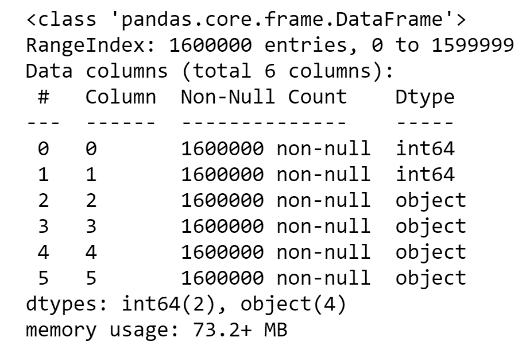 <class 'pandas.core.frame.DataFrame'>
RangeIndex: 1600000 entries, 0 to 1599999
Data columns (total 6 columns):
 #   Column  Non-Null Count    Dtype
---  ------  --------------    -----
 0   0       1600000 non-null  int64
 1   1       1600000 non-null  int64
 2   2       1600000 non-null  object
 3   3       1600000 non-null  object
 4   4       1600000 non-null  object
 5   5       1600000 non-null  object
dtypes: int64(2), object(4)
memory usage: 73.2+ MB